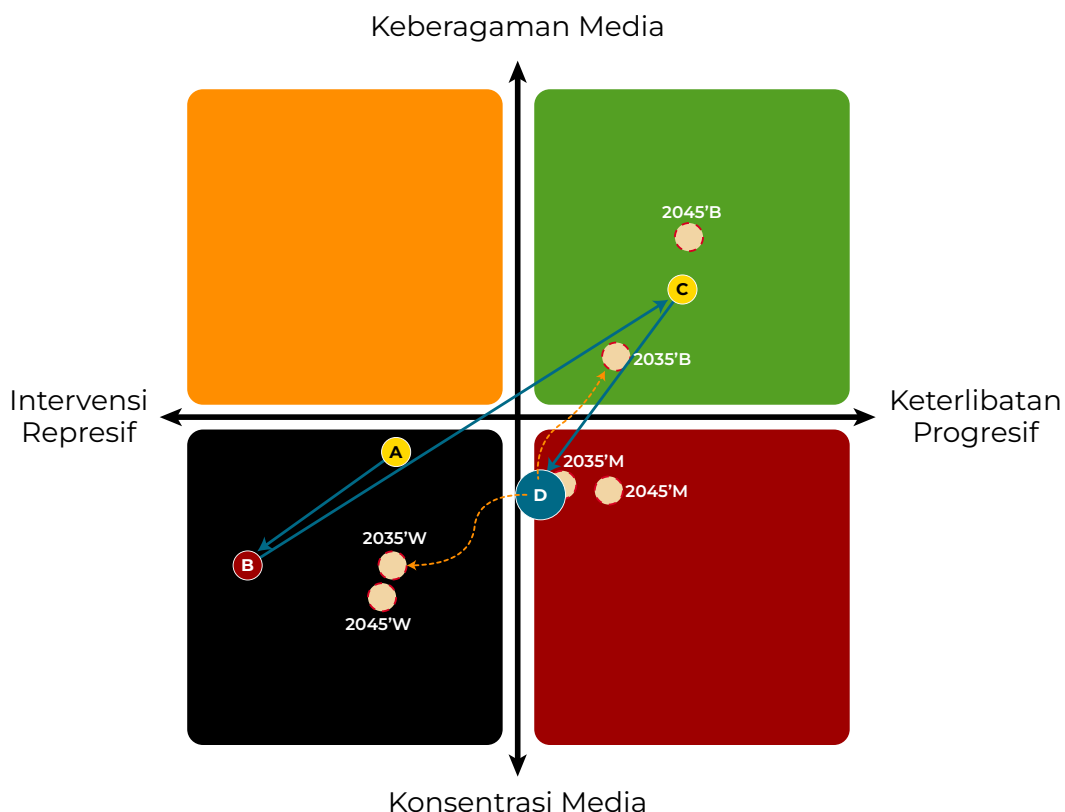 Keberagaman Media
2045’B
C
2035’B
Intervensi
Represif
Keterlibatan
Progresif
A
2035’M
D
2045’M
2035’W
B
2045’W
Konsentrasi Media